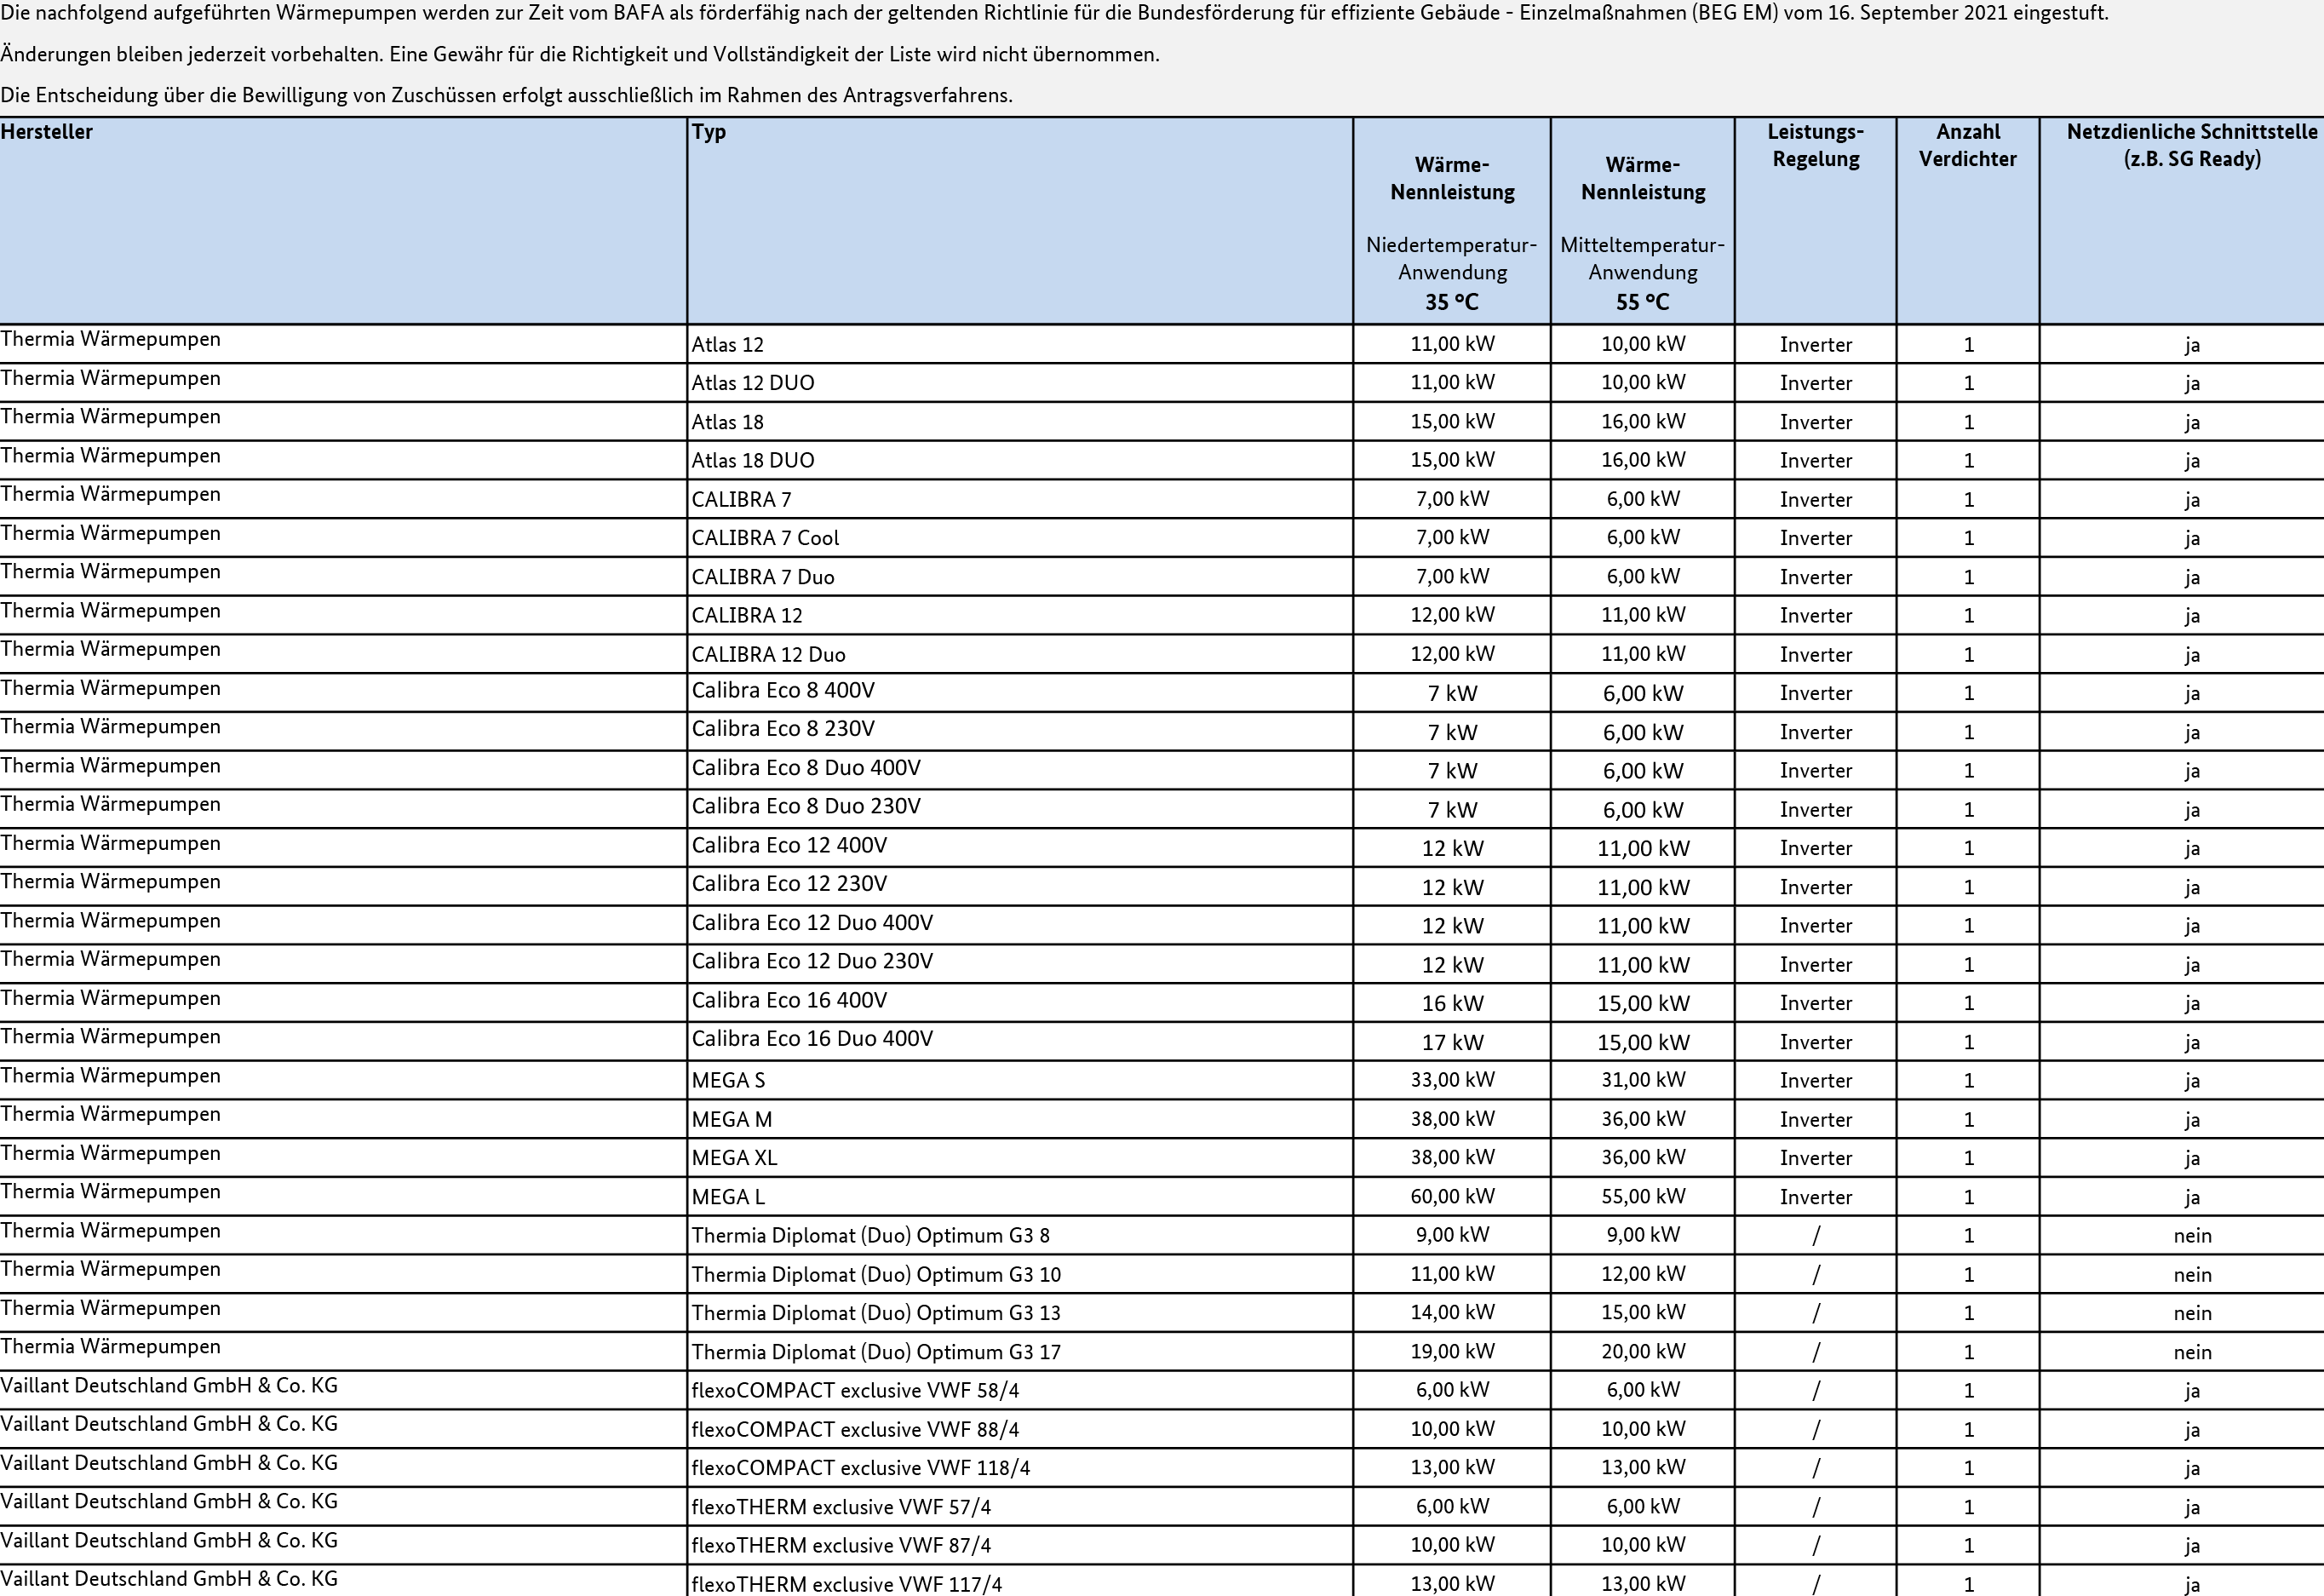 Die nachfolgend aufgeführten Wärmepumpen werden zur Zeit vom BAFA als förderfähig nach der geltenden Richtlinie für die Bundesförderung für effiziente Gebäude - Einzelmaßnahmen (BEG EM) vom 16. September 2021 eingestuft.
Änderungen bleiben jederzeit vorbehalten. Eine Gewähr für die Richtigkeit und Vollständigkeit der Liste wird nicht übernommen.
Die Entscheidung über die Bewilligung von Zuschüssen erfolgt ausschließlich im Rahmen des Antragsverfahrens.
Hersteller Typ Wärme-Nennleistung Niedertemperatur-Anwendung 35 °C Wärme-Nennleistung Mitteltemperatur-Anwendung 55 °C Leistungs-Regelung Anzahl Verdichter Netzdienliche Schnittstelle (z.B. SG Ready)
Thermia Wärmepumpen Atlas 12 11,00 kW 10,00 kW Inverter 1 ja
Thermia Wärmepumpen Atlas 12 DUO 11,00 kW 10,00 kW Inverter 1 ja
Thermia Wärmepumpen Atlas 18 15,00 kW 16,00 kW Inverter 1 ja
Thermia Wärmepumpen Atlas 18 DUO 15,00 kW 16,00 kW Inverter 1 ja
Thermia Wärmepumpen CALIBRA 7 7,00 kW 6,00 kW Inverter 1 ja
Thermia Wärmepumpen CALIBRA 7 Cool 7,00 kW 6,00 kW Inverter 1 ja
Thermia Wärmepumpen CALIBRA 7 Duo 7,00 kW 6,00 kW Inverter 1 ja
Thermia Wärmepumpen CALIBRA 12 12,00 kW 11,00 kW Inverter 1 ja
Thermia Wärmepumpen CALIBRA 12 Duo 12,00 kW 11,00 kW Inverter 1 ja
Thermia Wärmepumpen Calibra Eco 8 400V 7 kW 6,00 kW Inverter 1 ja
Thermia Wärmepumpen Calibra Eco 8 230V 7 kW 6,00 kW Inverter 1 ja
Thermia Wärmepumpen Calibra Eco 8 Duo 400V 7 kW 6,00 kW Inverter 1 ja
Thermia Wärmepumpen Calibra Eco 8 Duo 230V 7 kW 6,00 kW Inverter 1 ja
Thermia Wärmepumpen Calibra Eco 12 400V 12 kW 11,00 kW Inverter 1 ja
Thermia Wärmepumpen Calibra Eco 12 230V 12 kW 11,00 kW Inverter 1 ja
Thermia Wärmepumpen Calibra Eco 12 Duo 400V 12 kW 11,00 kW Inverter 1 ja
Thermia Wärmepumpen Calibra Eco 12 Duo 230V 12 kW 11,00 kW Inverter 1 ja
Thermia Wärmepumpen Calibra Eco 16 400V 16 kW 15,00 kW Inverter 1 ja
Thermia Wärmepumpen Calibra Eco 16 Duo 400V 17 kW 15,00 kW Inverter 1 ja
Thermia Wärmepumpen MEGA S 33,00 kW 31,00 kW Inverter 1 ja
Thermia Wärmepumpen MEGA M 38,00 kW 36,00 kW Inverter 1 ja
Thermia Wärmepumpen MEGA XL 38,00 kW 36,00 kW Inverter 1 ja
Thermia Wärmepumpen MEGA L 60,00 kW 55,00 kW Inverter 1 ja
Thermia Wärmepumpen Thermia Diplomat (Duo) Optimum G3 8 9,00 kW 9,00 kW / 1 nein
Thermia Wärmepumpen Thermia Diplomat (Duo) Optimum G3 10 11,00 kW 12,00 kW / 1 nein
Thermia Wärmepumpen Thermia Diplomat (Duo) Optimum G3 13 14,00 kW 15,00 kW / 1 nein
Thermia Wärmepumpen Thermia Diplomat (Duo) Optimum G3 17 19,00 kW 20,00 kW / 1 nein
Vaillant Deutschland GmbH & Co. KG flexoCOMPACT exclusive VWF 58/4 6,00 kW 6,00 kW / 1 ja
Vaillant Deutschland GmbH & Co. KG flexoCOMPACT exclusive VWF 88/4 10,00 kW 10,00 kW / 1 ja
Vaillant Deutschland GmbH & Co. KG flexoCOMPACT exclusive VWF 118/4 13,00 kW 13,00 kW / 1 ja
Vaillant Deutschland GmbH & Co. KG flexoTHERM exclusive VWF 57/4 6,00 kW 6,00 kW / 1 ja
Vaillant Deutschland GmbH & Co. KG flexoTHERM exclusive VWF 87/4 10,00 kW 10,00 kW / 1 ja
Vaillant Deutschland GmbH & Co. KG flexoTHERM exclusive VWF 117/4 13,00 kW 13,00 kW / 1 ja